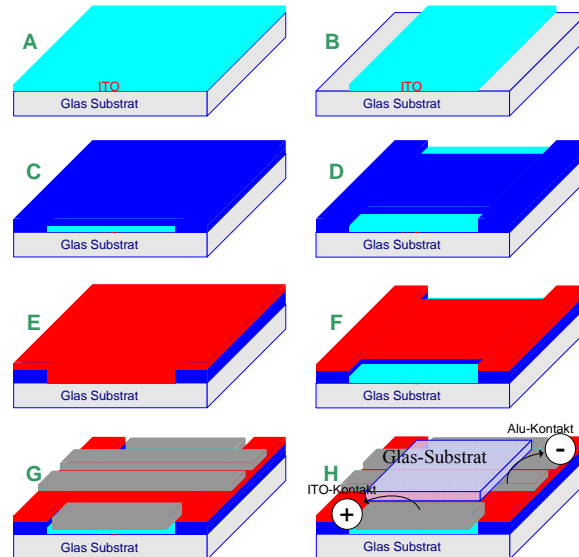 A
ITO
Glas Substrat
B
ITO
Glas Substrat
C
Glas Substrat
D
Glas Substrat
E
Glas Substrat
F
Glas Substrat
G
Glas Substrat
Alu-Kontakt
-
Glas-Substrat
H
ITO-Kontakt
+
Glas Substrat